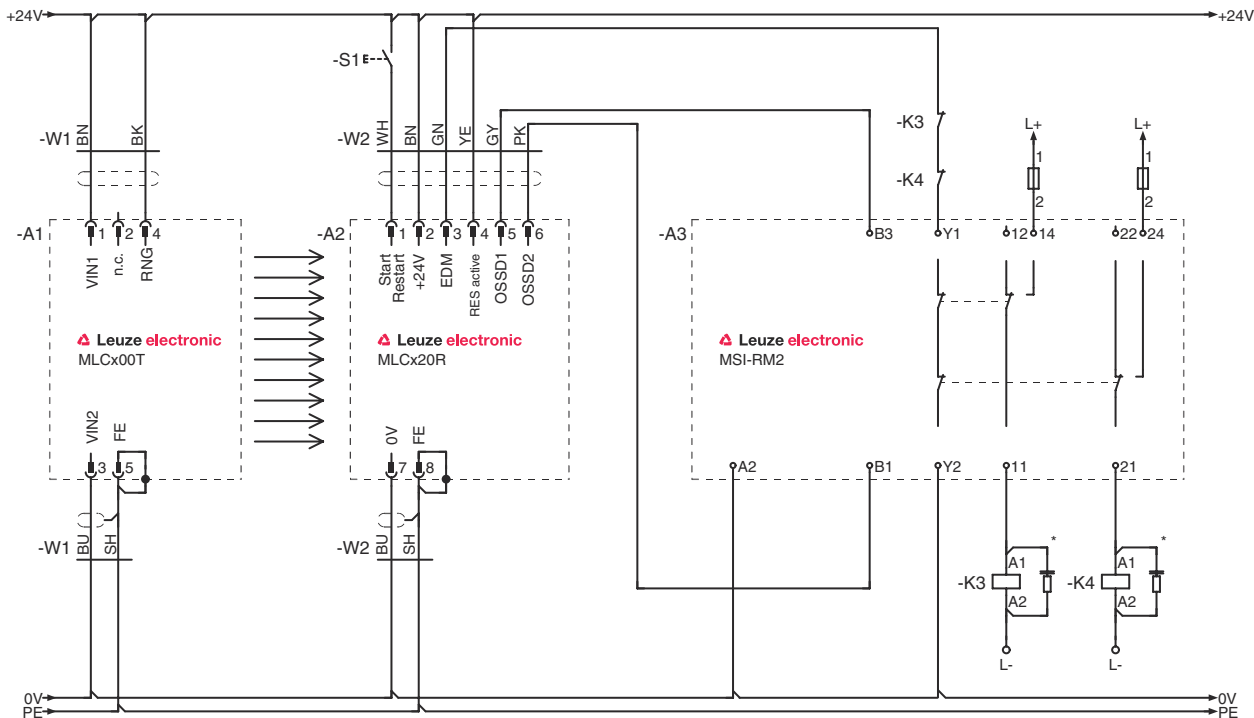 +24V +24V
-S1
-W1 BN BK
-W2 WH BN GN YE GY PK
-K3
-K4
L+ L+
1 1
2 2
-A1 1 2 4
-A2 1 2 3 4 5 6
-A3 B3 Y1 12 14 22 24
VIN1 n.c. RNG
Start Restart +24V EDM RES active OSSD1 OSSD2
Leuze electronic
MLCx00T
Leuze electronic
MLCx20R
Leuze electronic
MSI-RM2
VIN2 FE
0V FE
3 5
7 8
A2 B1 Y2 11 21
-W1 BU SH
-W2 BU SH
* *
-K3 A1 A2
-K4 A1 A2
L- L-
0V 0V
PE PE